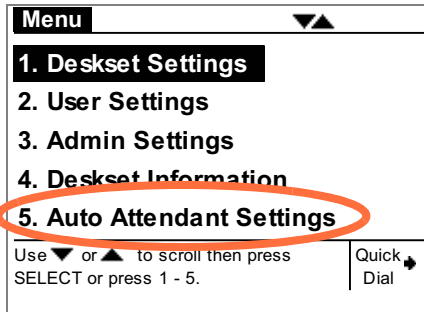 Menu ▼▲
1. Deskset Settings
2. User Settings
3. Admin Settings
4. Deskset Information
5. Auto Attendant Settings
Use ▼ or ▲ to scroll then press
SELECT or press 1 - 5.
Quick
Dial